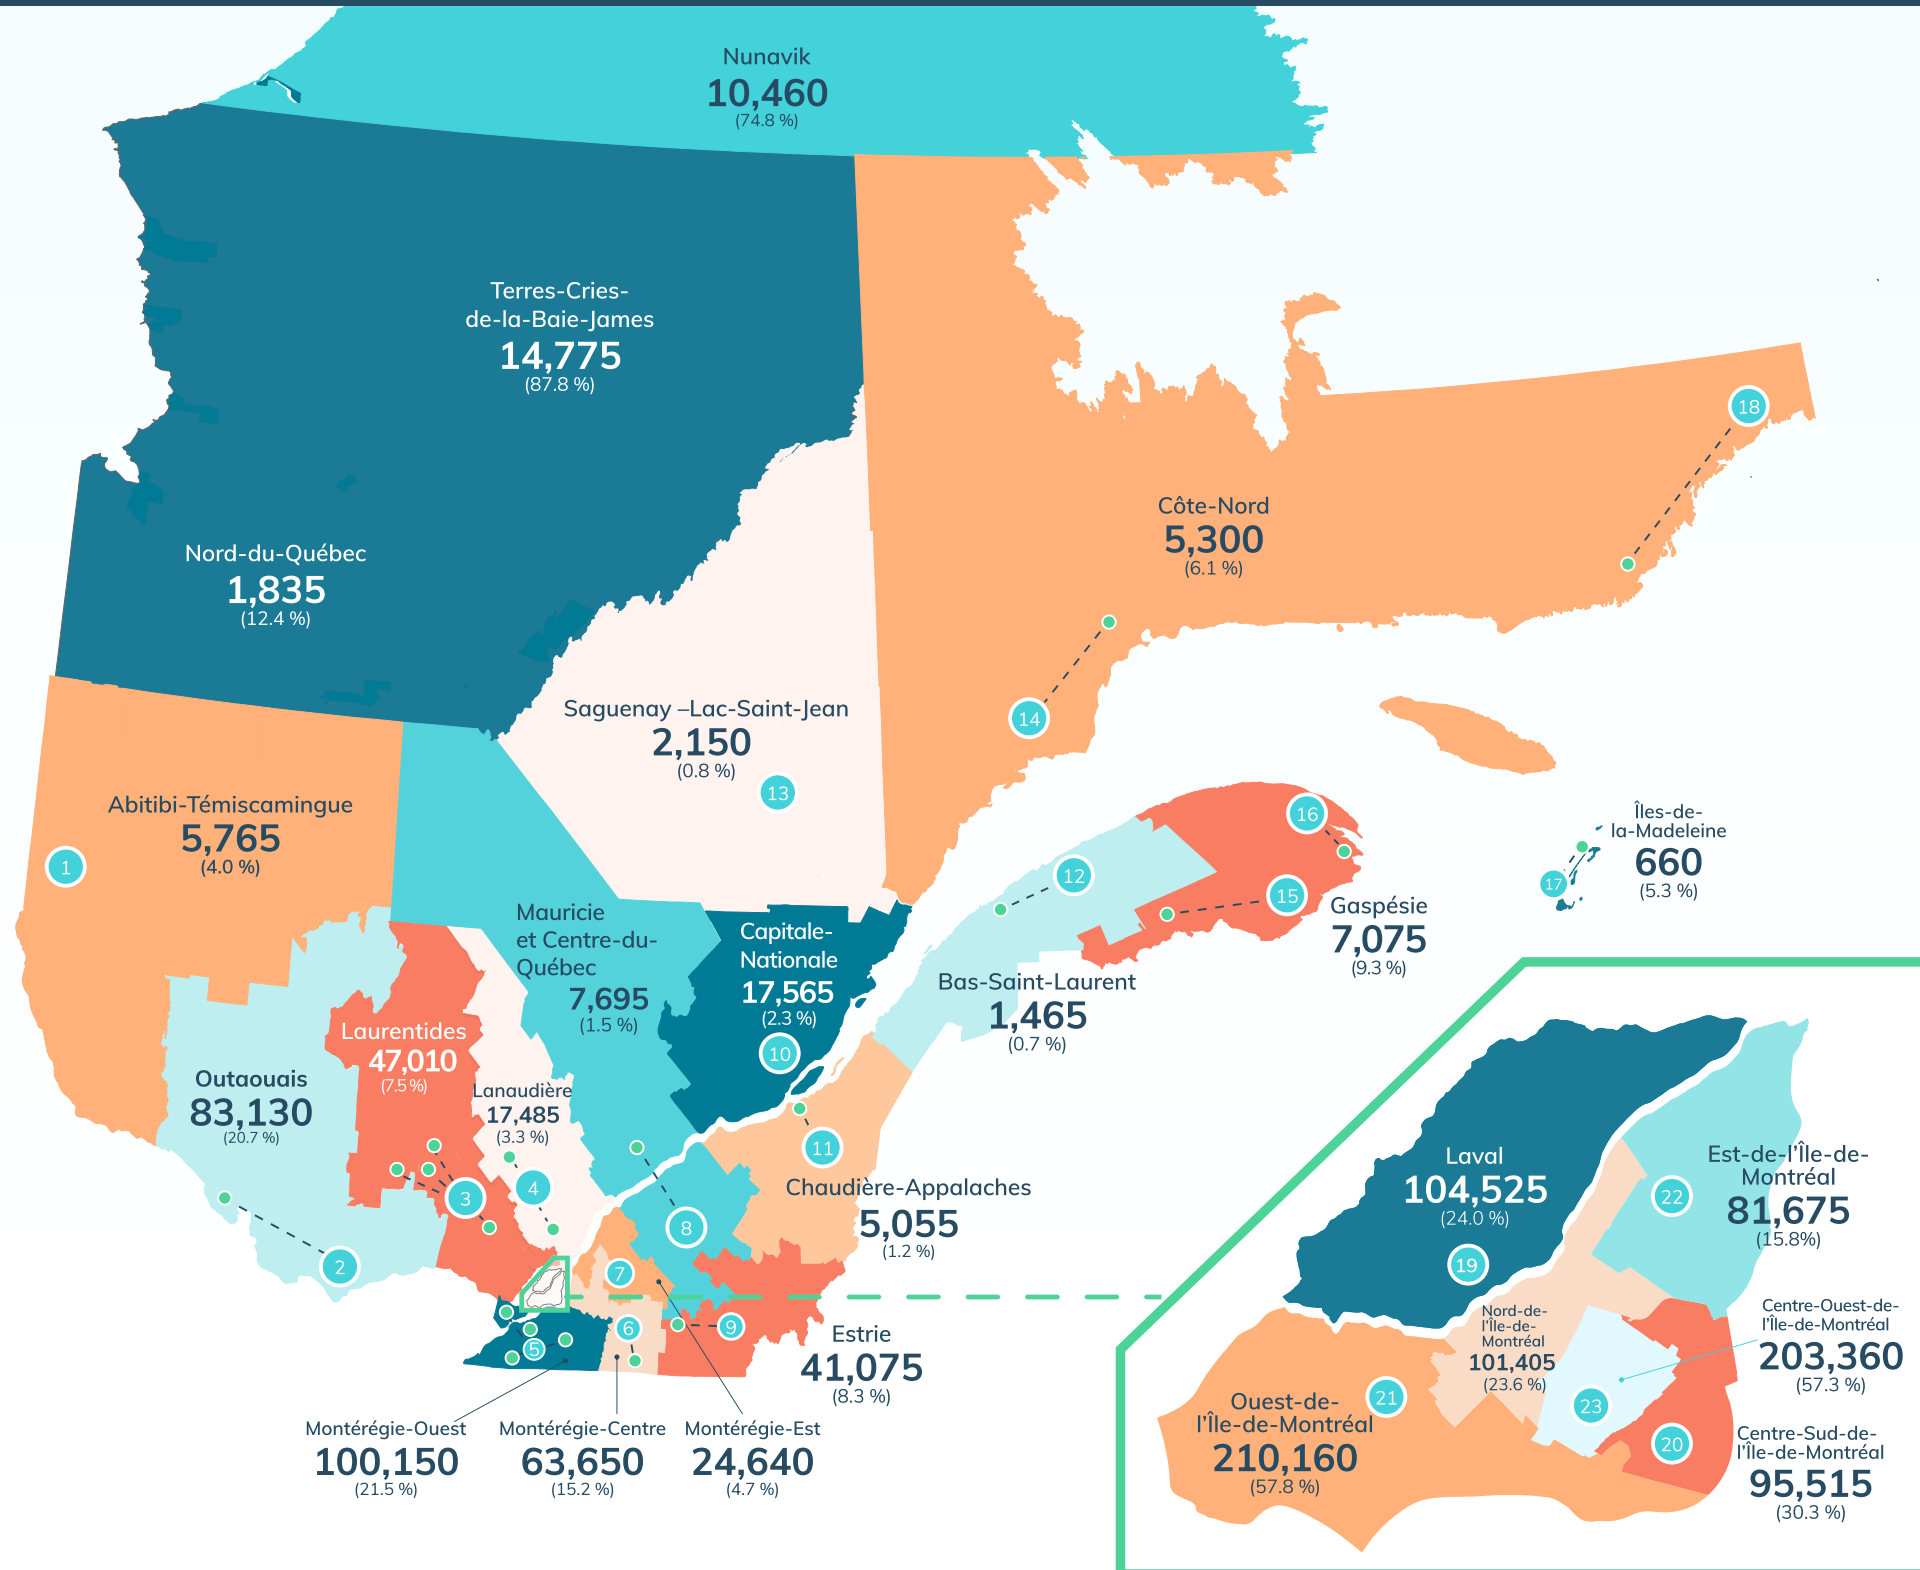 Nunavik
10,460
(74.8 %)
Terres-Cries-
de-la-Baie-James
14,775
(87.8 %)
Nord-du-Québec
1,835
(12.4 %)
Côte-Nord
5,300
(6.1 %)
18
14
Saguenay –Lac-Saint-Jean
2,150
(0.8 %)
13
Abitibi-Témiscamingue
5,765
(4.0 %)
1
Îles-de-
la-Madeleine
660
(5.3 %)
17
16
15
12
Gaspésie
7,075
(9.3 %)
Bas-Saint-Laurent
1,465
(0.7 %)
Mauricie
et Centre-du-
Québec
7,695
(1.5 %)
Capitale-
Nationale
17,565
(2.3 %)
10
Laurentides
47,010
(7.5 %)
Lanaudière
17,485
(3.3 %)
Outaouais
83,130
(20.7 %)
2
3
4
11
Chaudière-Appalaches
5,055
(1.2 %)
8
7
6
5
9
Estrie
41,075
(8.3 %)
Montérégie-Ouest
100,150
(21.5 %)
Montérégie-Centre
63,650
(15.2 %)
Montérégie-Est
24,640
(4.7 %)
Laval
104,525
(24.0 %)
19
Est-de-l'Île-de-
Montréal
81,675
(15.8%)
22
Nord-de-
l'Île-de-
Montréal
101,405
(23.6 %)
Centre-Ouest-de-
l'Île-de-Montréal
203,360
(57.3 %)
23
Ouest-de-
l'Île-de-Montréal
210,160
(57.8 %)
21
20
Centre-Sud-de-
l'Île-de-Montréal
95,515
(30.3 %)